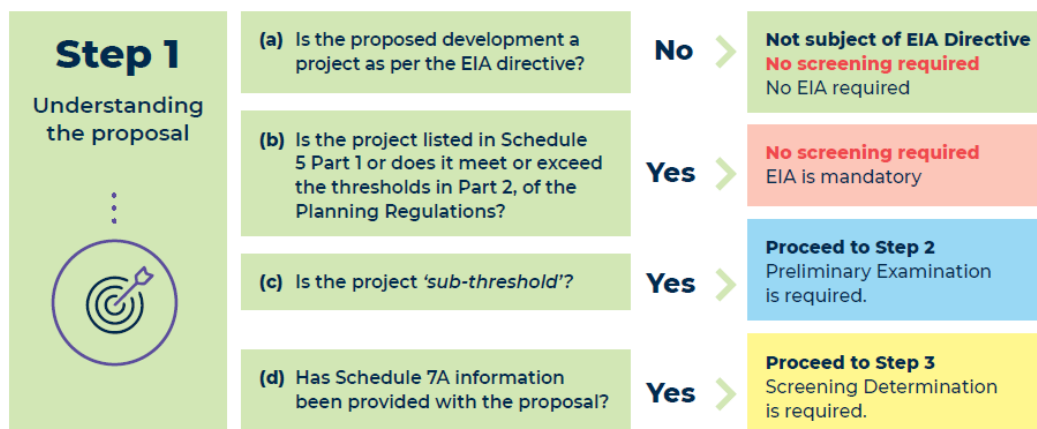 Step 1
Understanding
the proposal
(a) Is the proposed development a
project as per the EIA directive?
No
Not subject of EIA Directive
No screening required
No EIA required
(b) Is the project listed in Schedule
5 Part 1 or does it meet or exceed
the thresholds in Part 2, of the
Planning Regulations?
Yes
No screening required
EIA is mandatory
(c) Is the project ‘sub-threshold’?
Yes
Proceed to Step 2
Preliminary Examination
is required.
(d) Has Schedule 7A information
been provided with the proposal?
Yes
Proceed to Step 3
Screening Determination
is required.